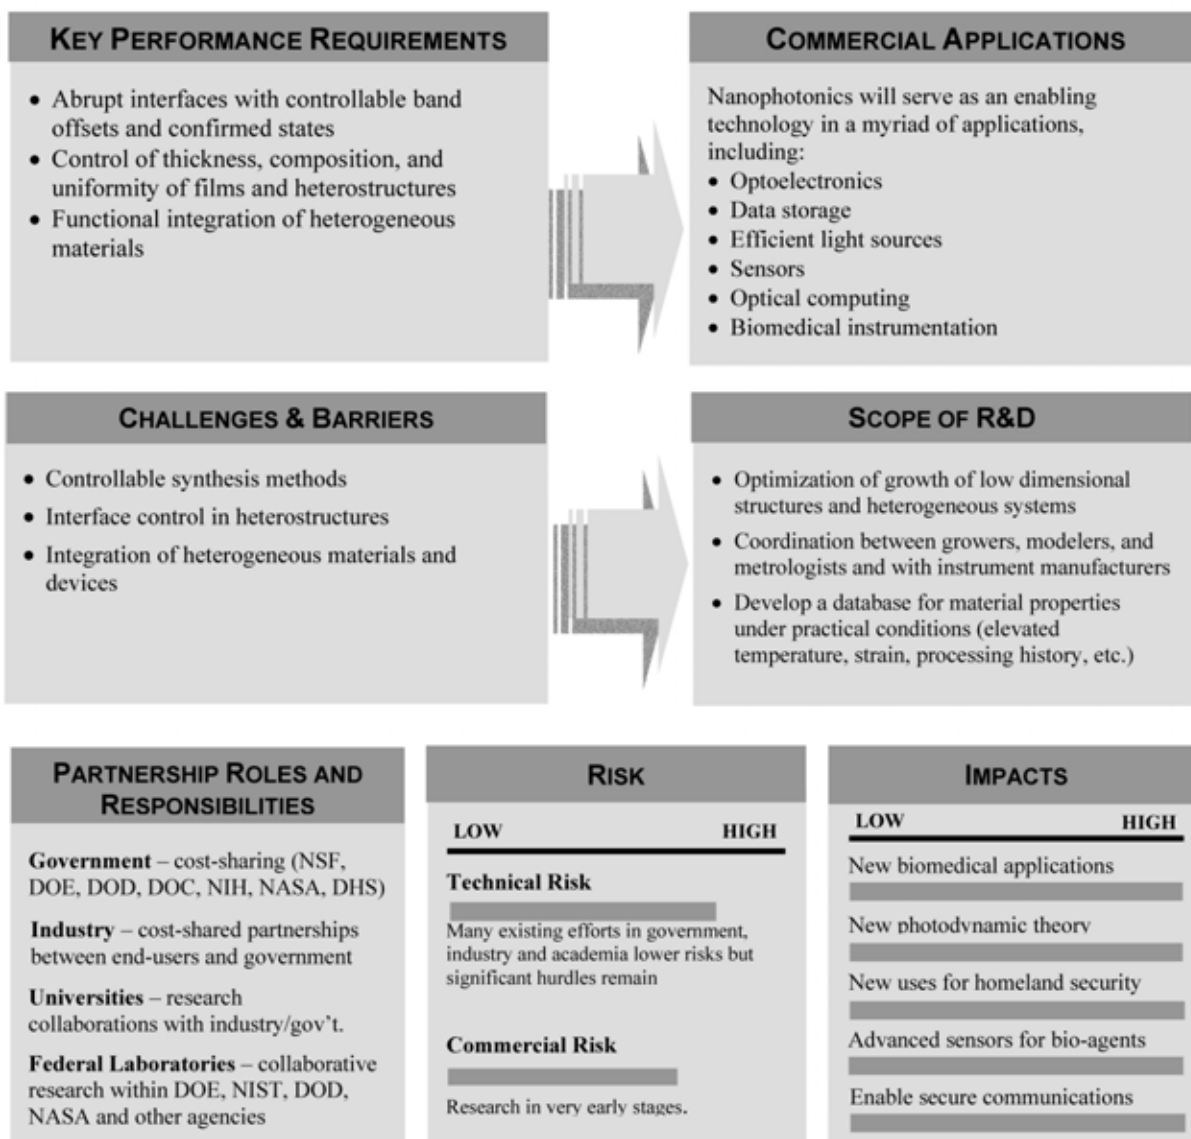 KEY PERFORMANCE REQUIREMENTS
• Abrupt interfaces with controllable band
offsets and confirmed states
• Control of thickness, composition, and
uniformity of films and heterostructures
• Functional integration of heterogeneous
materials
COMMERCIAL APPLICATIONS
Nanophotonics will serve as an enabling
technology in a myriad of applications,
including:
• Optoelectronics
• Data storage
• Efficient light sources
• Sensors
• Optical computing
• Biomedical instrumentation
CHALLENGES & BARRIERS
• Controllable synthesis methods
• Interface control in heterostructures
• Integration of heterogeneous materials and
devices
SCOPE OF R&D
• Optimization of growth of low dimensional
structures and heterogeneous systems
• Coordination between growers, modelers, and
metrologists and with instrument manufacturers
• Develop a database for material properties
under practical conditions (elevated
temperature, strain, processing history, etc.)
PARTNERSHIP ROLES AND
RESPONSIBILITIES
Government – cost-sharing (NSF,
DOE, DOD, DOC, NIH, NASA, DHS)
Industry – cost-shared partnerships
between end-users and government
Universities – research
collaborations with industry/gov't.
Federal Laboratories – collaborative
research within DOE, NIST, DOD,
NASA and other agencies
RISK
LOW HIGH
Technical Risk
Many existing efforts in government,
industry and academia lower risks but
significant hurdles remain
Commercial Risk
Research in very early stages.
IMPACTS
LOW HIGH
New biomedical applications
New photodynamic theory
New uses for homeland security
Advanced sensors for bio-agents
Enable secure communications